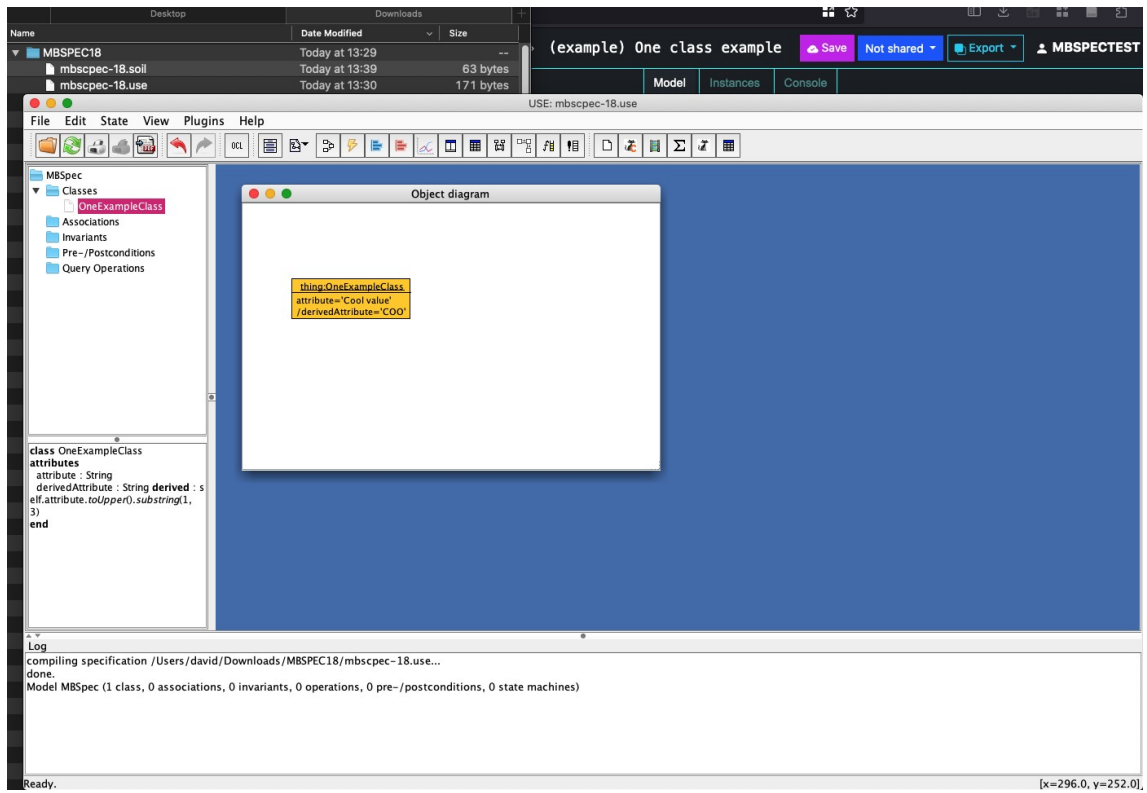 Desktop
Downloads
Name
Date Modified
Size
MBSPEC18
Today at 13:29
--
mbscpec-18.soil
Today at 13:39
63 bytes
mbscpec-18.use
Today at 13:30
171 bytes
(example) One class example
Save
Not shared
Export
MBSPECTEST
Model
Instances
Console
USE: mbscpec-18.use
File Edit State View Plugins Help
OCL
MBSpec
Classes
OneExampleClass
Associations
Invariants
Pre-/Postconditions
Query Operations
Object diagram
thing:OneExampleClass
attribute='Cool value'
/derivedAttribute='COO'
class OneExampleClass
attributes
attribute : String
derivedAttribute : String derived : s
elf.attribute.toUpper().substring(1,
3)
end
Log
compiling specification /Users/david/Downloads/MBSPEC18/mbscpec-18.use...
done.
Model MBSpec (1 class, 0 associations, 0 invariants, 0 operations, 0 pre-/postconditions, 0 state machines)
Ready.
[x=296.0, y=252.0]